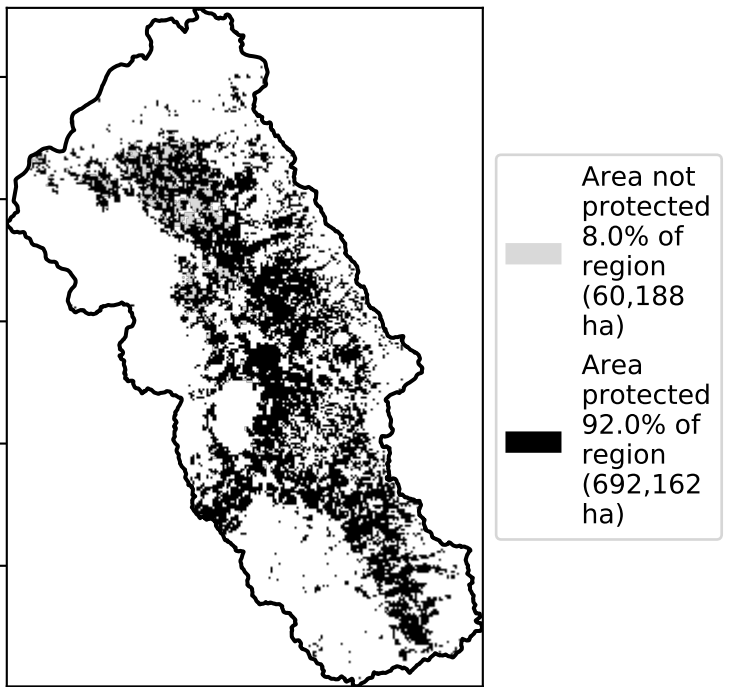 Area not
protected
8.0% of
region
(60,188
ha)
Area
protected
92.0% of
region
(692,162
ha)